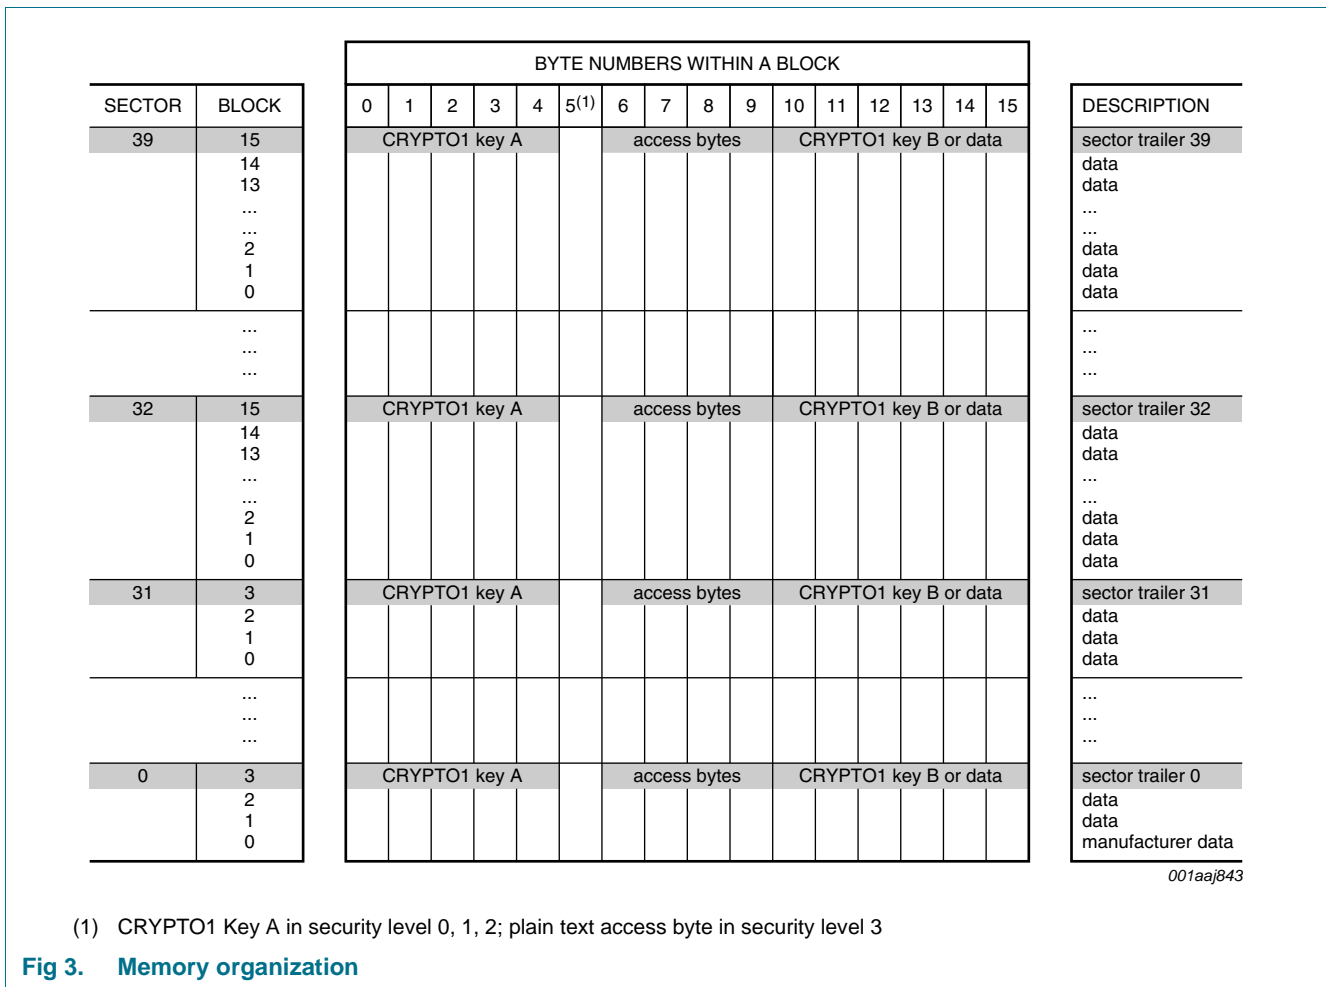 BYTE NUMBERS WITHIN A BLOCK
SECTOR BLOCK 0 1 2 3 4 5(1) 6 7 8 9 10 11 12 13 14 15 DESCRIPTION
39 15 CRYPTO1 key A access bytes CRYPTO1 key B or data sector trailer 39
14 data
13 data
... ...
... ...
2 data
1 data
0 data
... ...
... ...
... ...
32 15 CRYPTO1 key A access bytes CRYPTO1 key B or data sector trailer 32
14 data
13 data
... ...
... ...
2 data
1 data
0 data
31 3 CRYPTO1 key A access bytes CRYPTO1 key B or data sector trailer 31
2 data
1 data
0 data
... ...
... ...
... ...
0 3 CRYPTO1 key A access bytes CRYPTO1 key B or data sector trailer 0
2 data
1 data
0 manufacturer data
001aaj843
(1) CRYPTO1 Key A in security level 0, 1, 2; plain text access byte in security level 3
Fig 3. Memory organization